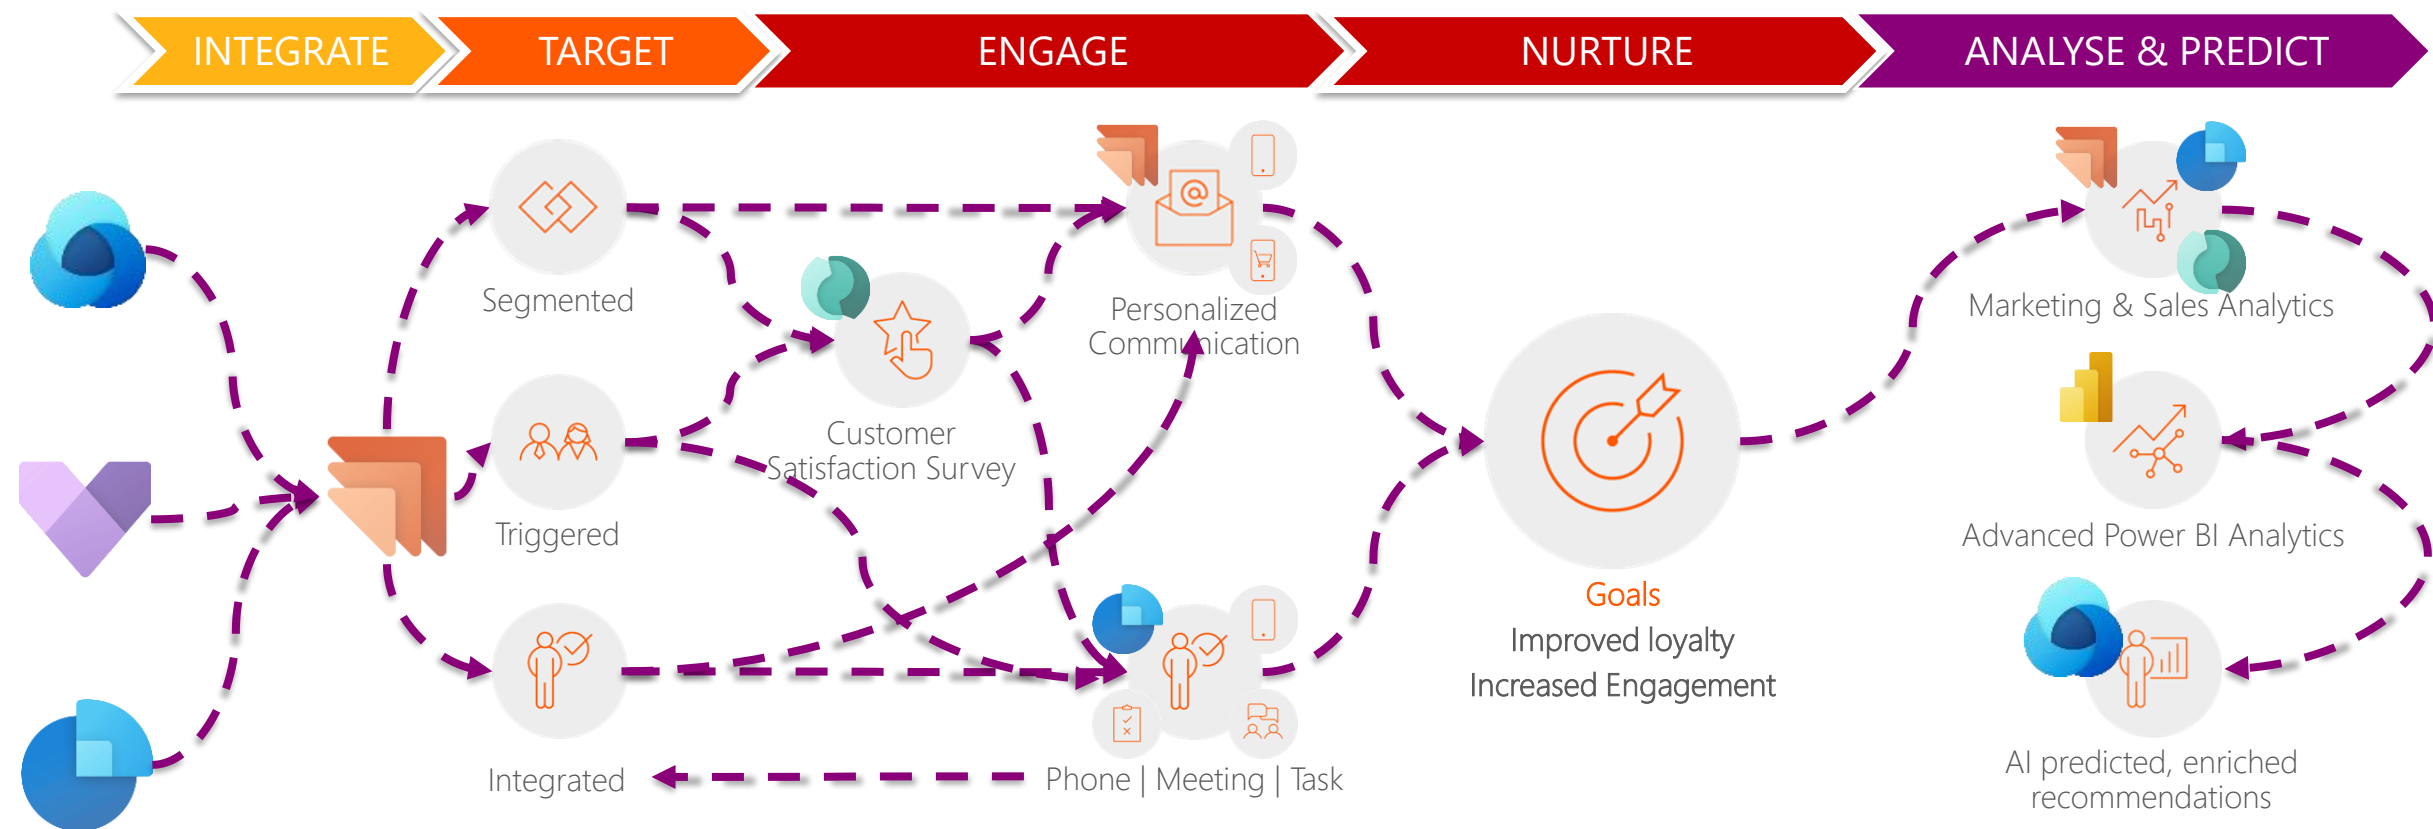 INTEGRATE
TARGET
ENGAGE
NURTURE
ANALYSE & PREDICT
Segmented
Triggered
Integrated
Customer
Satisfaction Survey
Personalized
Communication
Phone | Meeting | Task
Goals
Improved loyalty
Increased Engagement
Marketing & Sales Analytics
Advanced Power BI Analytics
AI predicted, enriched
recommendations